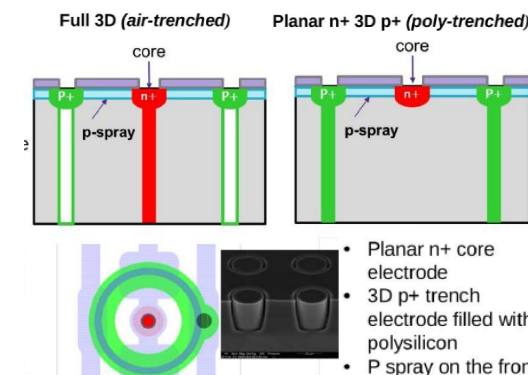 Full 3D (air-trenched)
core
P+
n+
P+
p-spray
Planar n+ 3D p+ (poly-trenched)
core
P+
n+
P+
p-spray
• Planar n+ core
electrode
• 3D p+ trench
electrode filled with
polysilicon
• P spray on the fron